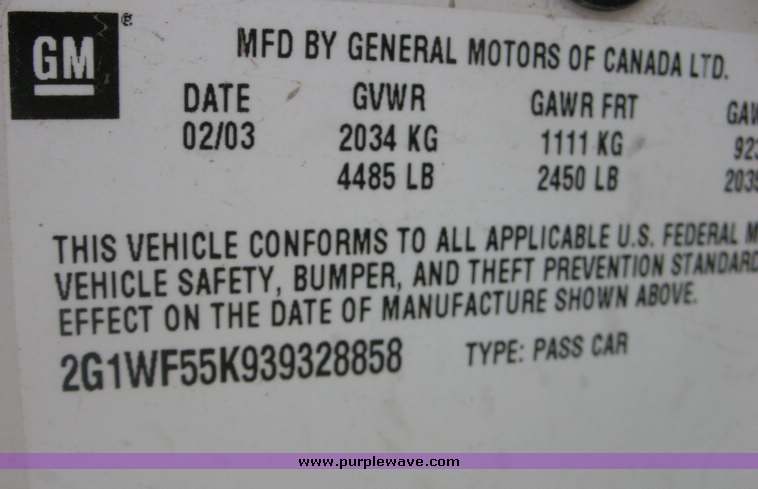 GM®
MFD BY GENERAL MOTORS OF CANADA LTD.
DATE GVWR GAWR FRT
02/03 2034 KG 1111 KG
4485 LB 2450 LB
THIS VEHICLE CONFORMS TO ALL APPLICABLE U.S. FEDERAL M
VEHICLE SAFETY, BUMPER, AND THEFT PREVENTION STANDARD
EFFECT ON THE DATE OF MANUFACTURE SHOWN ABOVE.
2G1WF55K939328858 TYPE: PASS CAR
www.purplewave.com